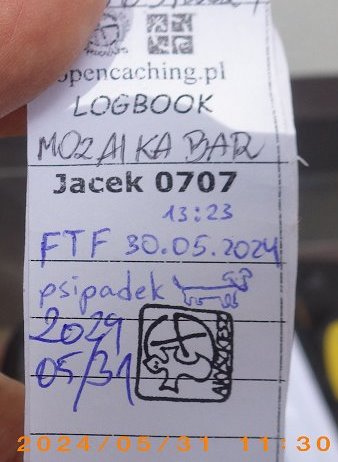 opencaching.pl
LOGBOOK
MOZAIKA BAR
Jacek 0707
13:23
FTF 30.05.2024
psipadek
2024
05/31
2024/05/31 11:30